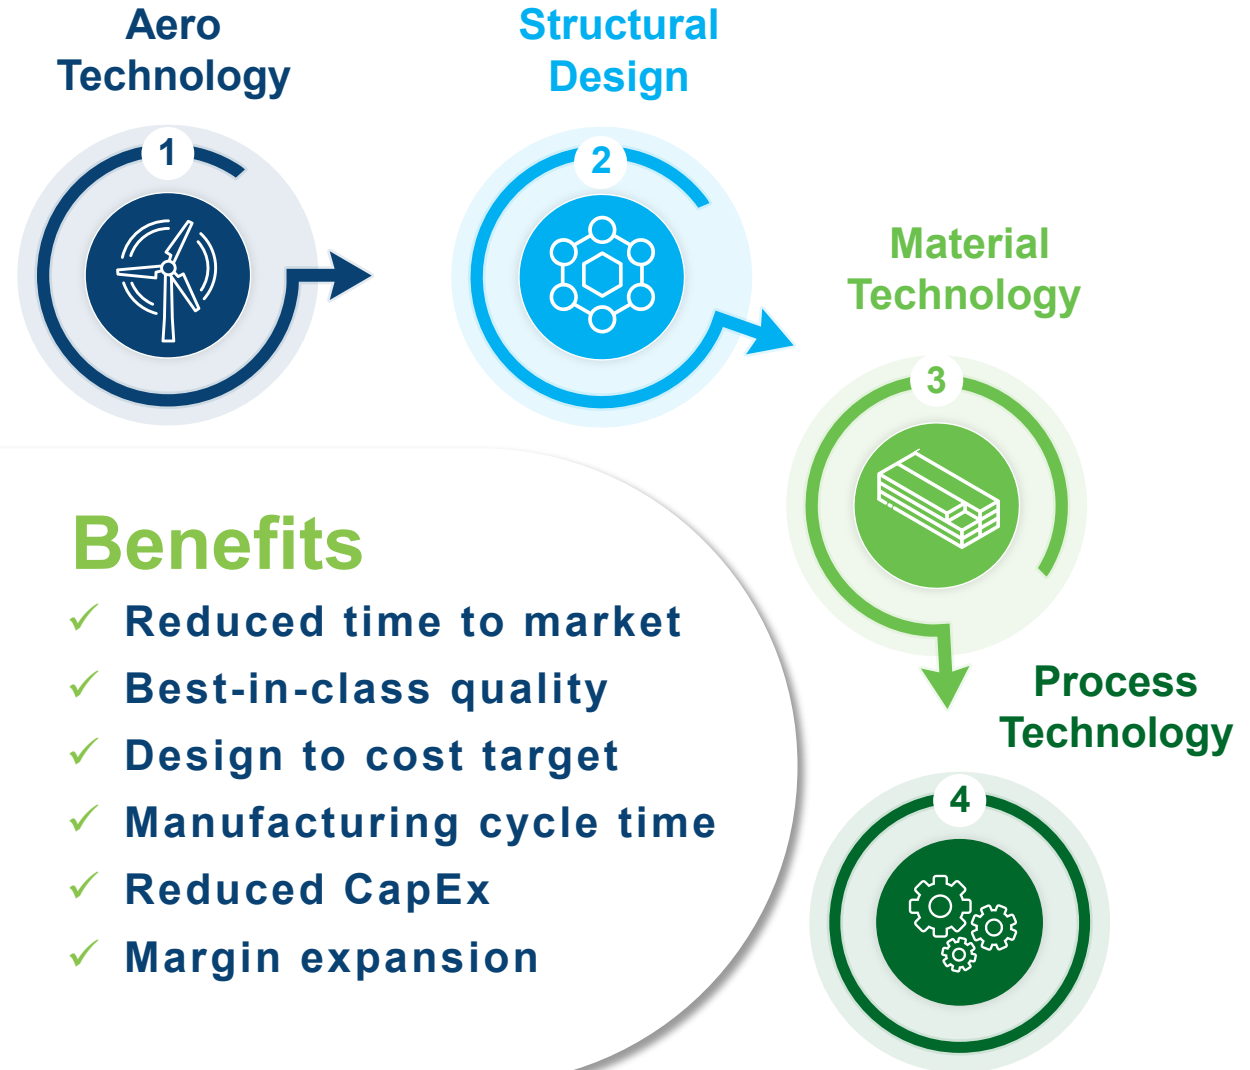 Aero
Technology
1
Structural
Design
2
Material
Technology
3
Process
Technology
4
Benefits
✓ Reduced time to market
✓ Best-in-class quality
✓ Design to cost target
✓ Manufacturing cycle time
✓ Reduced CapEx
✓ Margin expansion